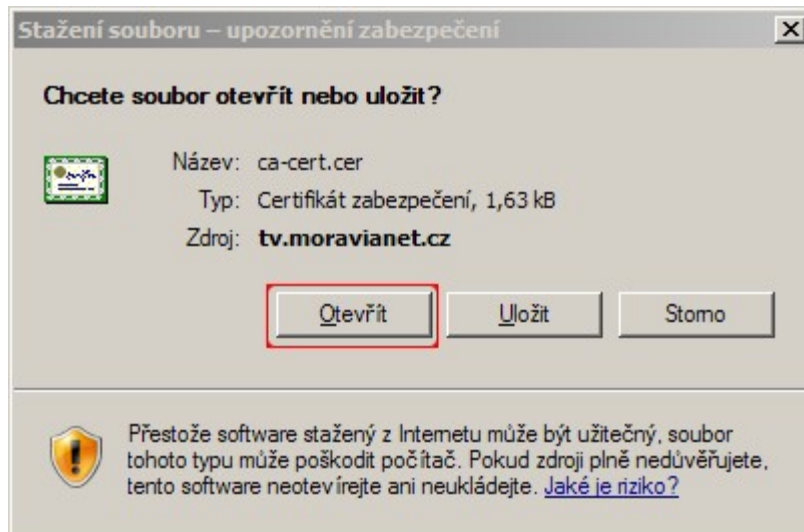 Stažení souboru – upozornění zabezpečení
Chcete soubor otevřít nebo uložit?
Název: ca-cert.cer
Typ: Certifikát zabezpečení, 1,63 kB
Zdroj: tv.moravianet.cz
Otevřít Uložit Storno
Přestože software stažený z Internetu může být užitečný, soubor
tohoto typu může poškodit počítač. Pokud zdroji plně nedůvěřujete,
tento software neotevírejte ani neukládejte. Jaké je riziko?